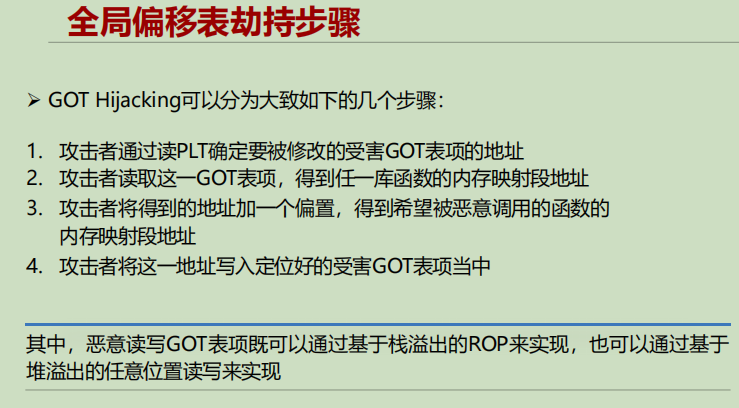 全局偏移表劫持步骤
➢ GOT Hijacking可以分为大致如下的几个步骤：
1. 攻击者通过读PLT确定要被修改的受害GOT表项的地址
2. 攻击者读取这一GOT表项，得到任一库函数的内存映射段地址
3. 攻击者将得到的地址加一个偏置，得到希望被恶意调用的函数的
内存映射段地址
4. 攻击者将这一地址写入定位好的受害GOT表项当中
其中，恶意读写GOT表项既可以通过基于栈溢出的ROP来实现，也可以通过基于
堆溢出的任意位置读写来实现